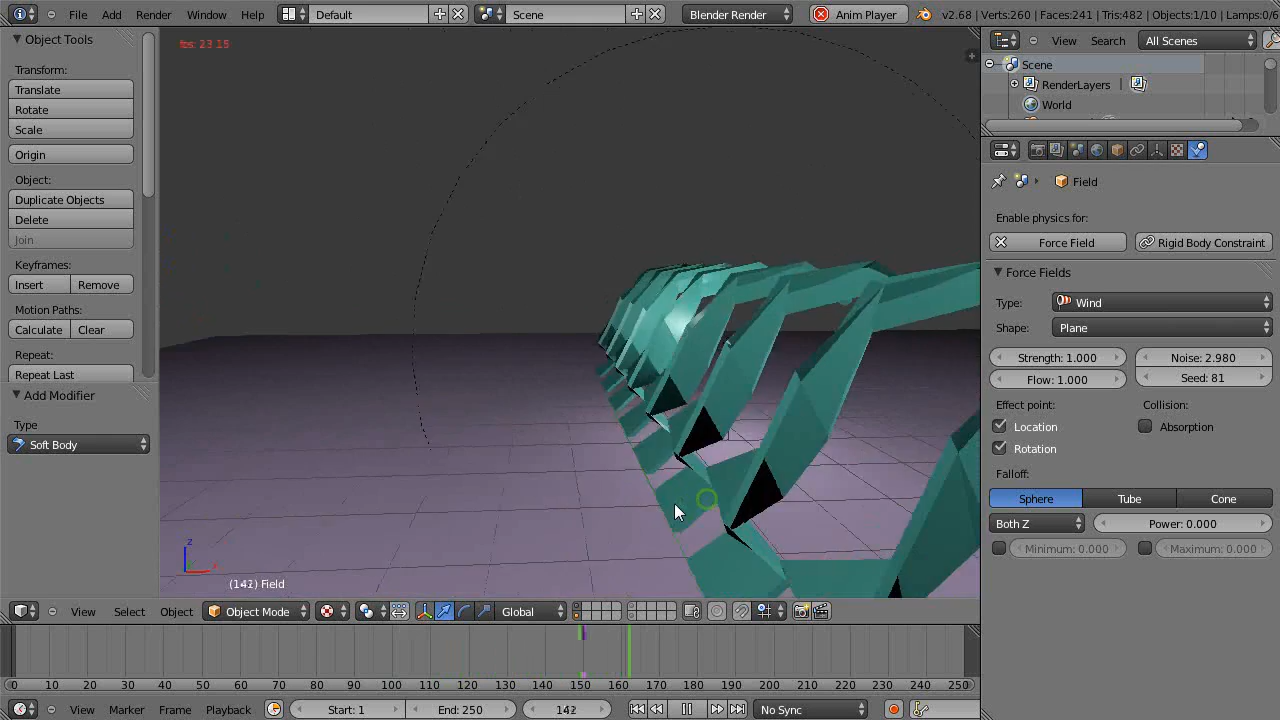 File Add Render Window Help Default Scene Blender Render Anim Player v2.68 | Verts:260 | Faces:241 | Tris:482 | Objects:1/10 | Lamps:0/6
Object Tools
Transform:
Translate
Rotate
Scale
Origin
Object:
Duplicate Objects
Delete
Join
Keyframes:
Insert Remove
Motion Paths:
Calculate Clear
Repeat:
Repeat Last
Add Modifier
Type
Soft Body
fps: 23.15
z
(142) Field
View Select Object Object Mode Global
View Search All Scenes
Scene
RenderLayers |
World
Field
Enable physics for:
Force Field Rigid Body Constraint
Force Fields
Type: Wind
Shape: Plane
Strength: 1.000 Noise: 2.980
Flow: 1.000 Seed: 81
Effect point: Collision:
Location Absorption
Rotation
Falloff:
Sphere Tube Cone
Both Z Power: 0.000
Minimum: 0.000 Maximum: 0.000
0 10 20 30 40 50 60 70 80 90 100 110 120 130 140 150 160 170 180 190 200 210 220 230 240 250
View Marker Frame Playback Start: 1 End: 250 142 No Sync